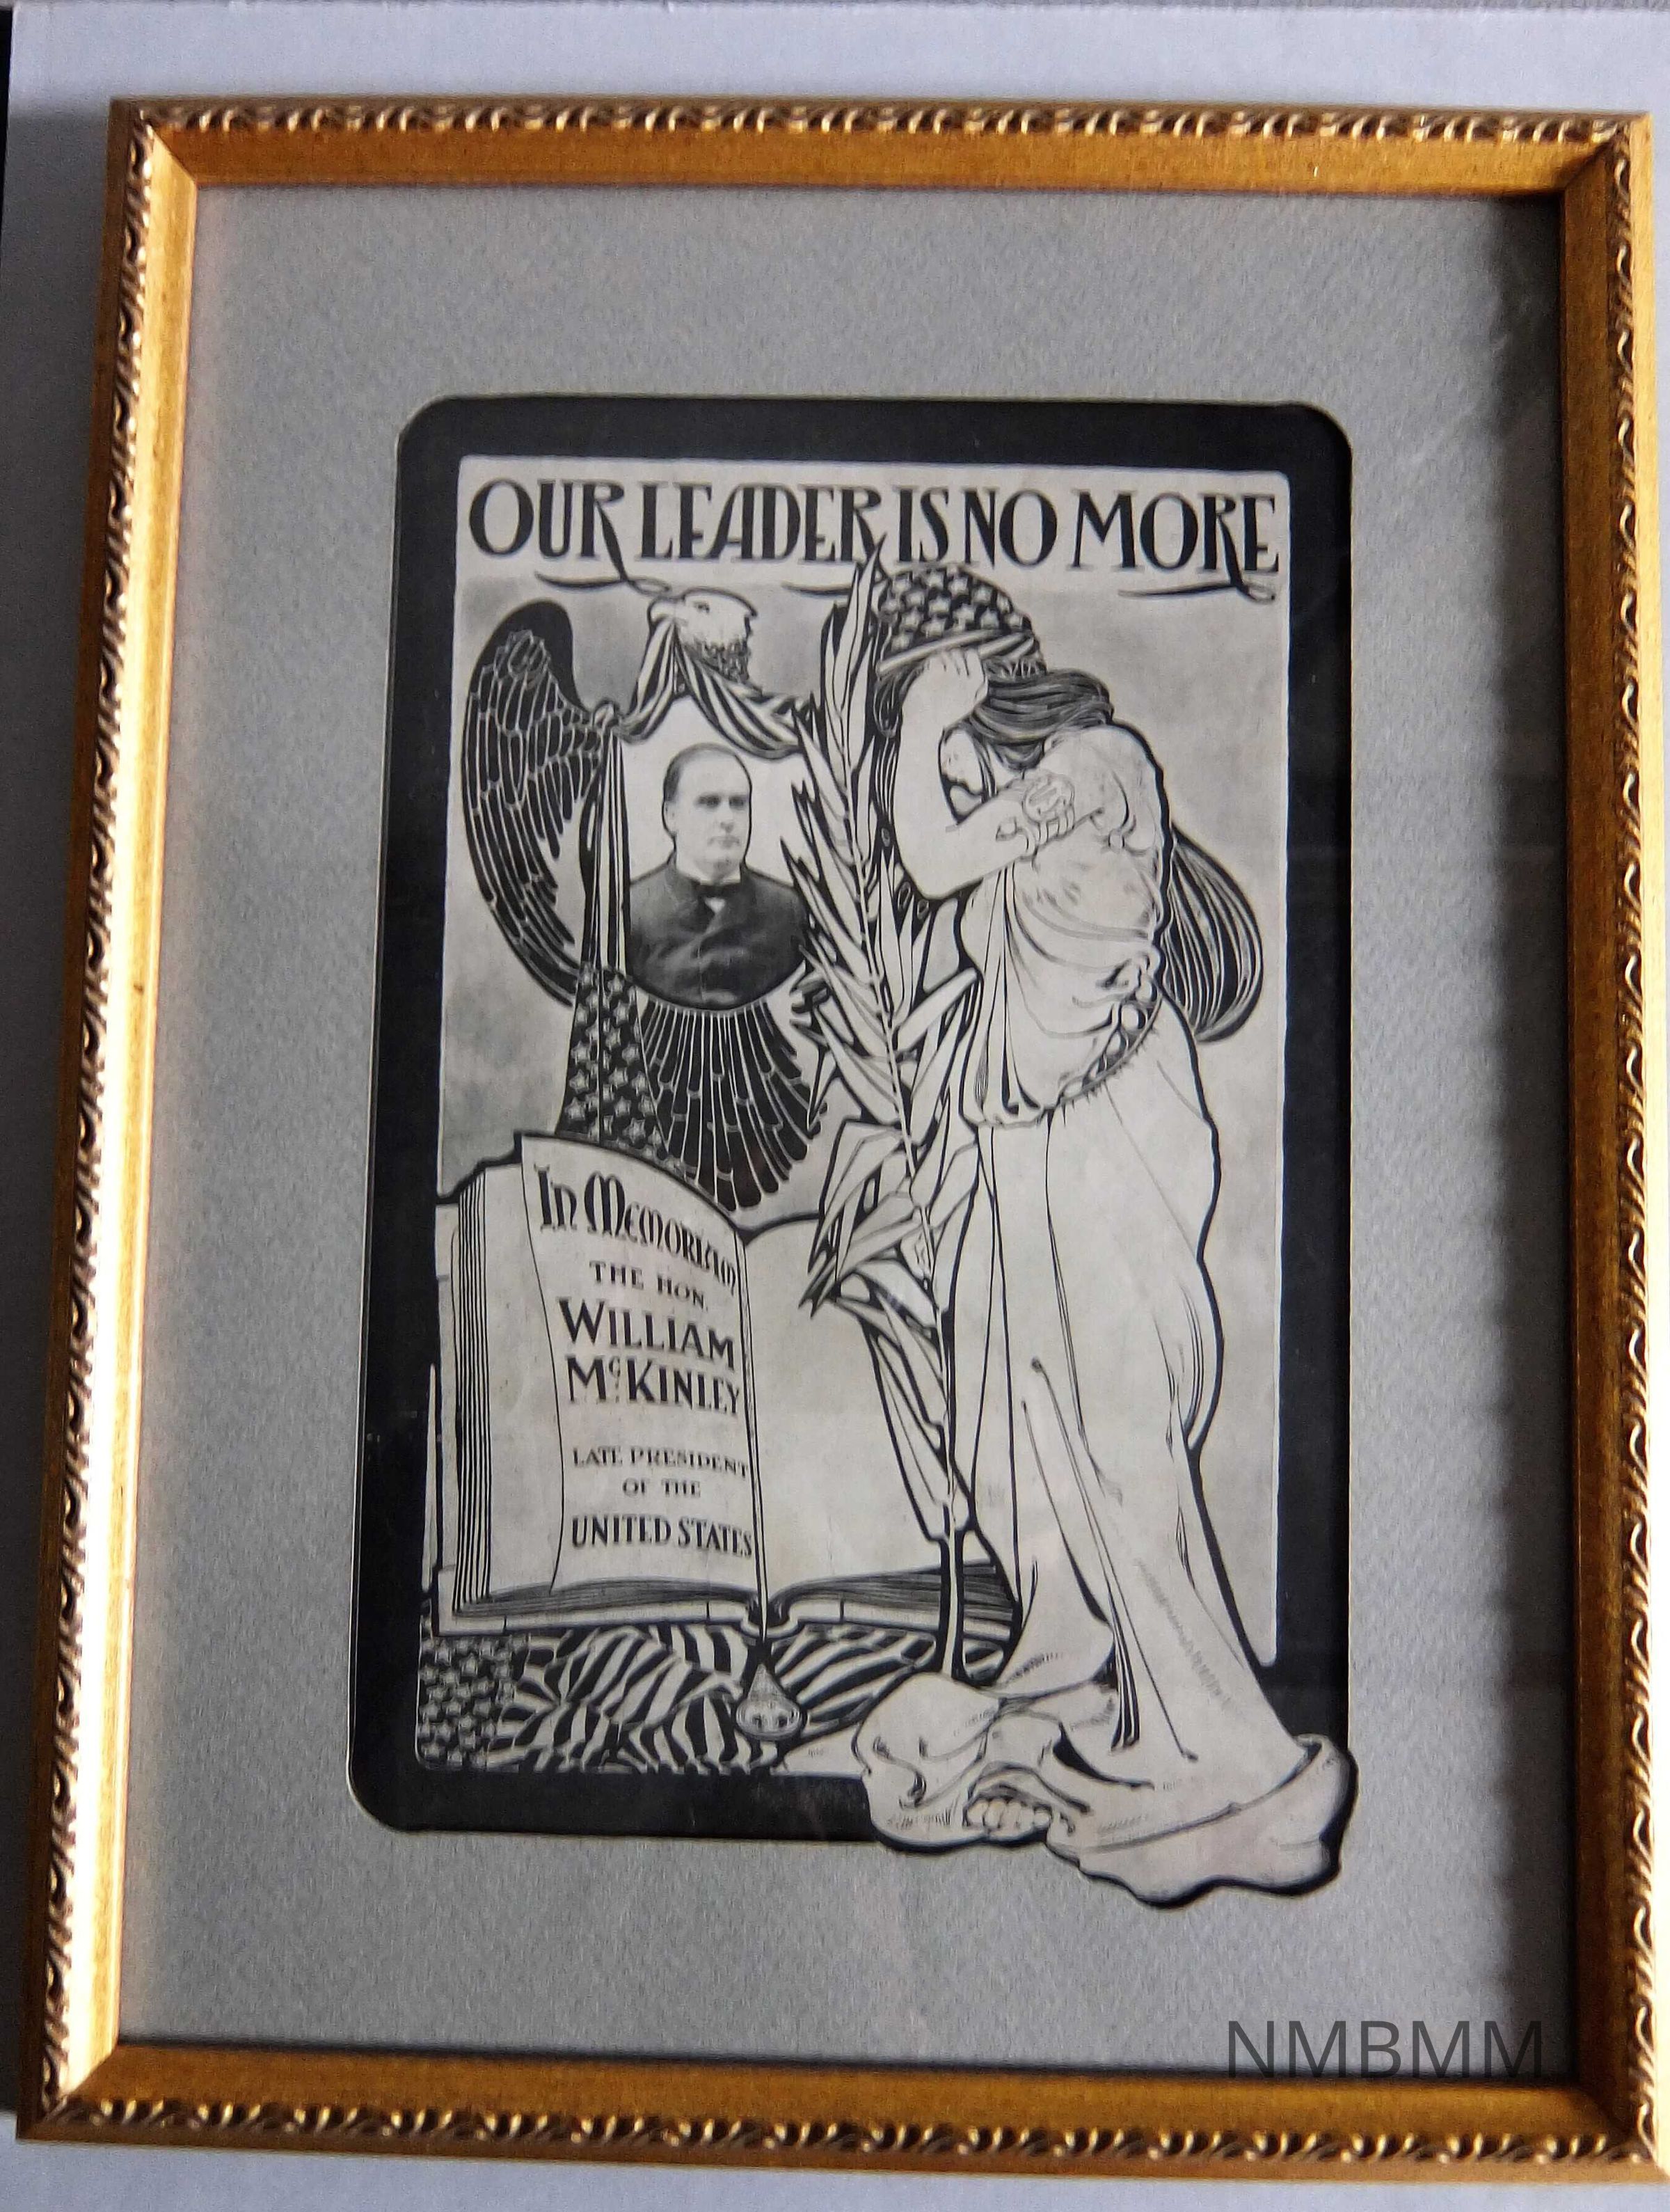 OUR LEADER IS NO MORE
In MEMORIAM
THE HON.
WILLIAM
McKINLEY
LATE PRESIDENT
OF THE
UNITED STATES
NMBMM